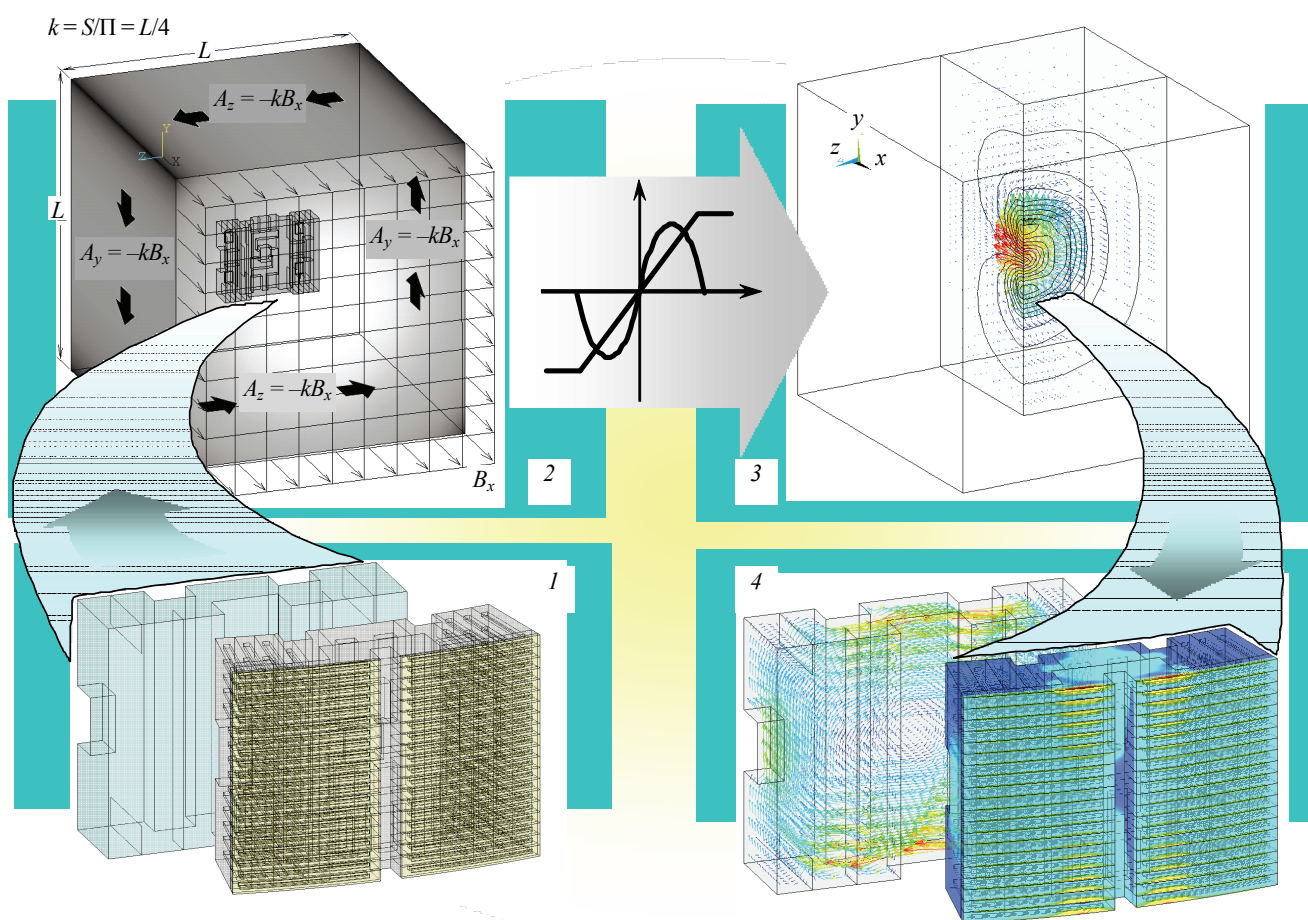 k = S/Π = L/4
L
A_z = –kB_x
Y
Z
X
L
A_y = –kB_x
A_y = –kB_x
A_z = –kB_x
B_x
2
y
z
x
3
1
4